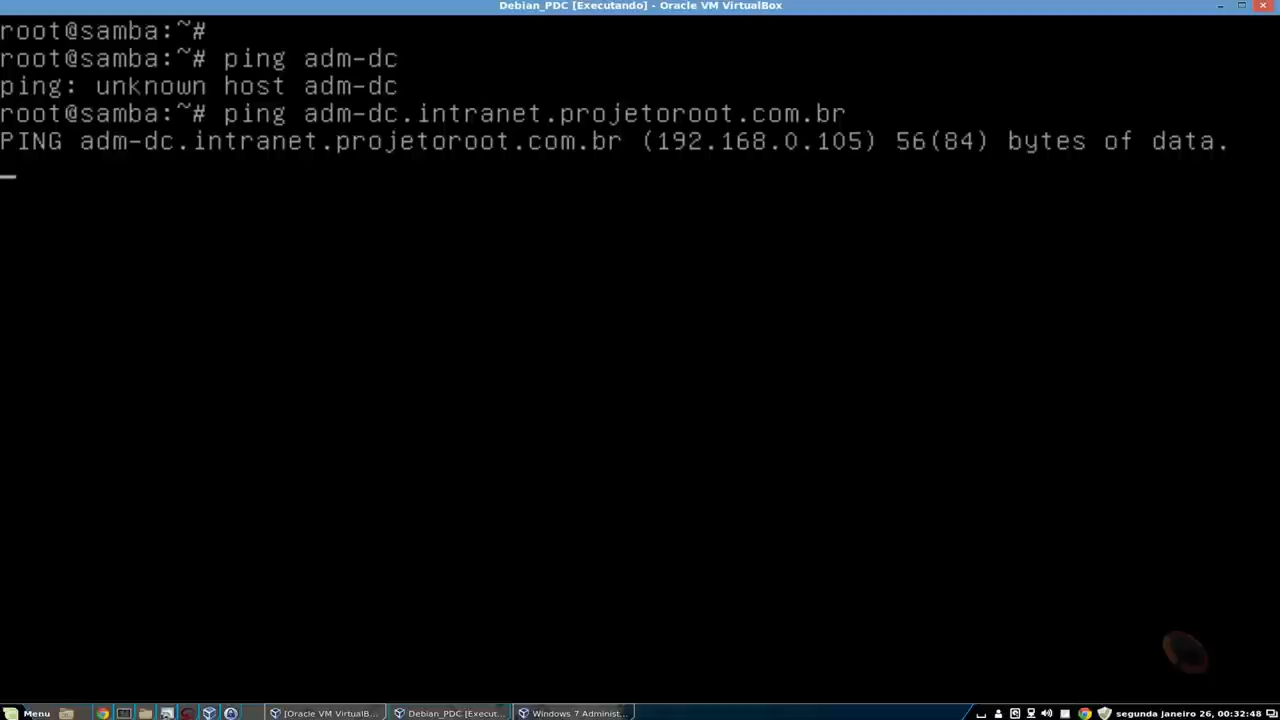 Debian_PDC [Executando] - Oracle VM VirtualBox
root@samba:~#
root@samba:~# ping adm-dc
ping: unknown host adm-dc
root@samba:~# ping adm-dc.intranet.projetoroot.com.br
PING adm-dc.intranet.projetoroot.com.br (192.168.0.105) 56(84) bytes of data.
Menu [Oracle VM VirtualB... Debian_PDC [Execut... Windows 7 Administ... segunda janeiro 26, 00:32:48